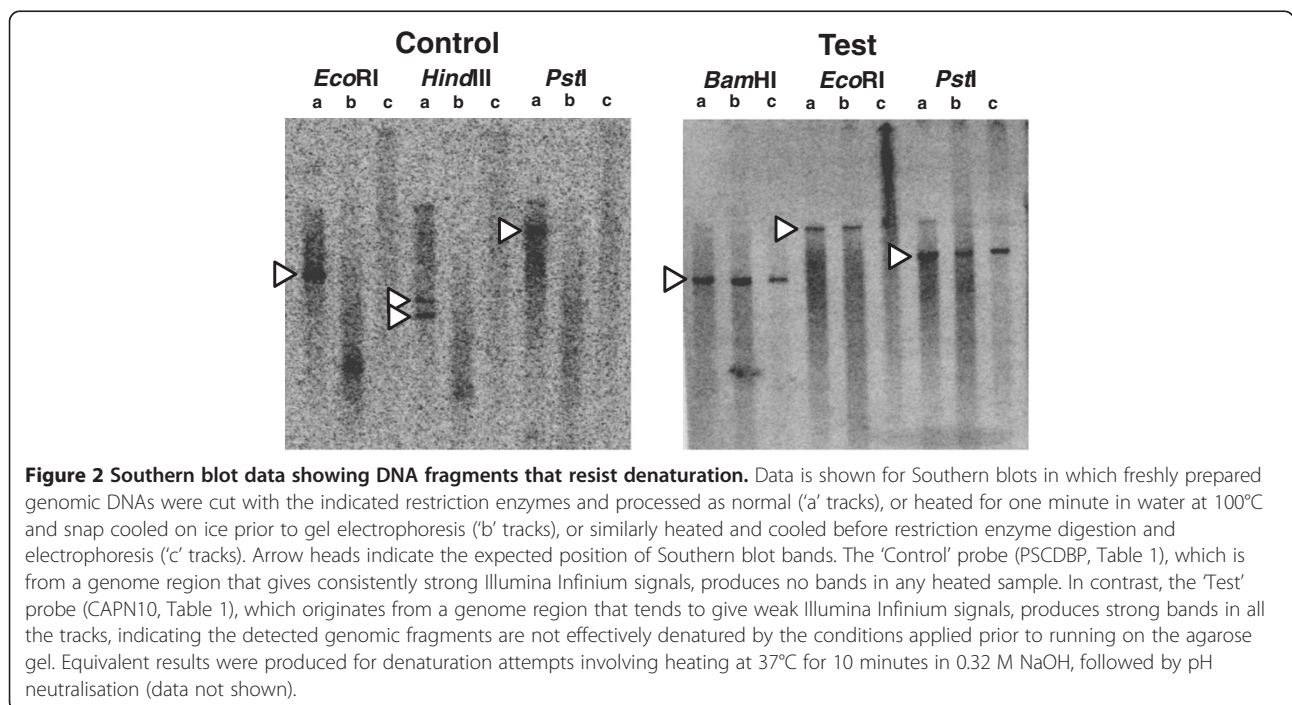 Control
Test
EcoRI HindIII PstI
BamHI EcoRI PstI
a b c a b c a b c
a b c a b c a b c
Figure 2 Southern blot data showing DNA fragments that resist denaturation. Data is shown for Southern blots in which freshly prepared
genomic DNAs were cut with the indicated restriction enzymes and processed as normal (‘a’ tracks), or heated for one minute in water at 100°C
and snap cooled on ice prior to gel electrophoresis (‘b’ tracks), or similarly heated and cooled before restriction enzyme digestion and
electrophoresis (‘c’ tracks). Arrow heads indicate the expected position of Southern blot bands. The ‘Control’ probe (PSCDBP, Table 1), which is
from a genome region that gives consistently strong Illumina Infinium signals, produces no bands in any heated sample. In contrast, the ‘Test’
probe (CAPN10, Table 1), which originates from a genome region that tends to give weak Illumina Infinium signals, produces strong bands in all
the tracks, indicating the detected genomic fragments are not effectively denatured by the conditions applied prior to running on the agarose
gel. Equivalent results were produced for denaturation attempts involving heating at 37°C for 10 minutes in 0.32 M NaOH, followed by pH
neutralisation (data not shown).